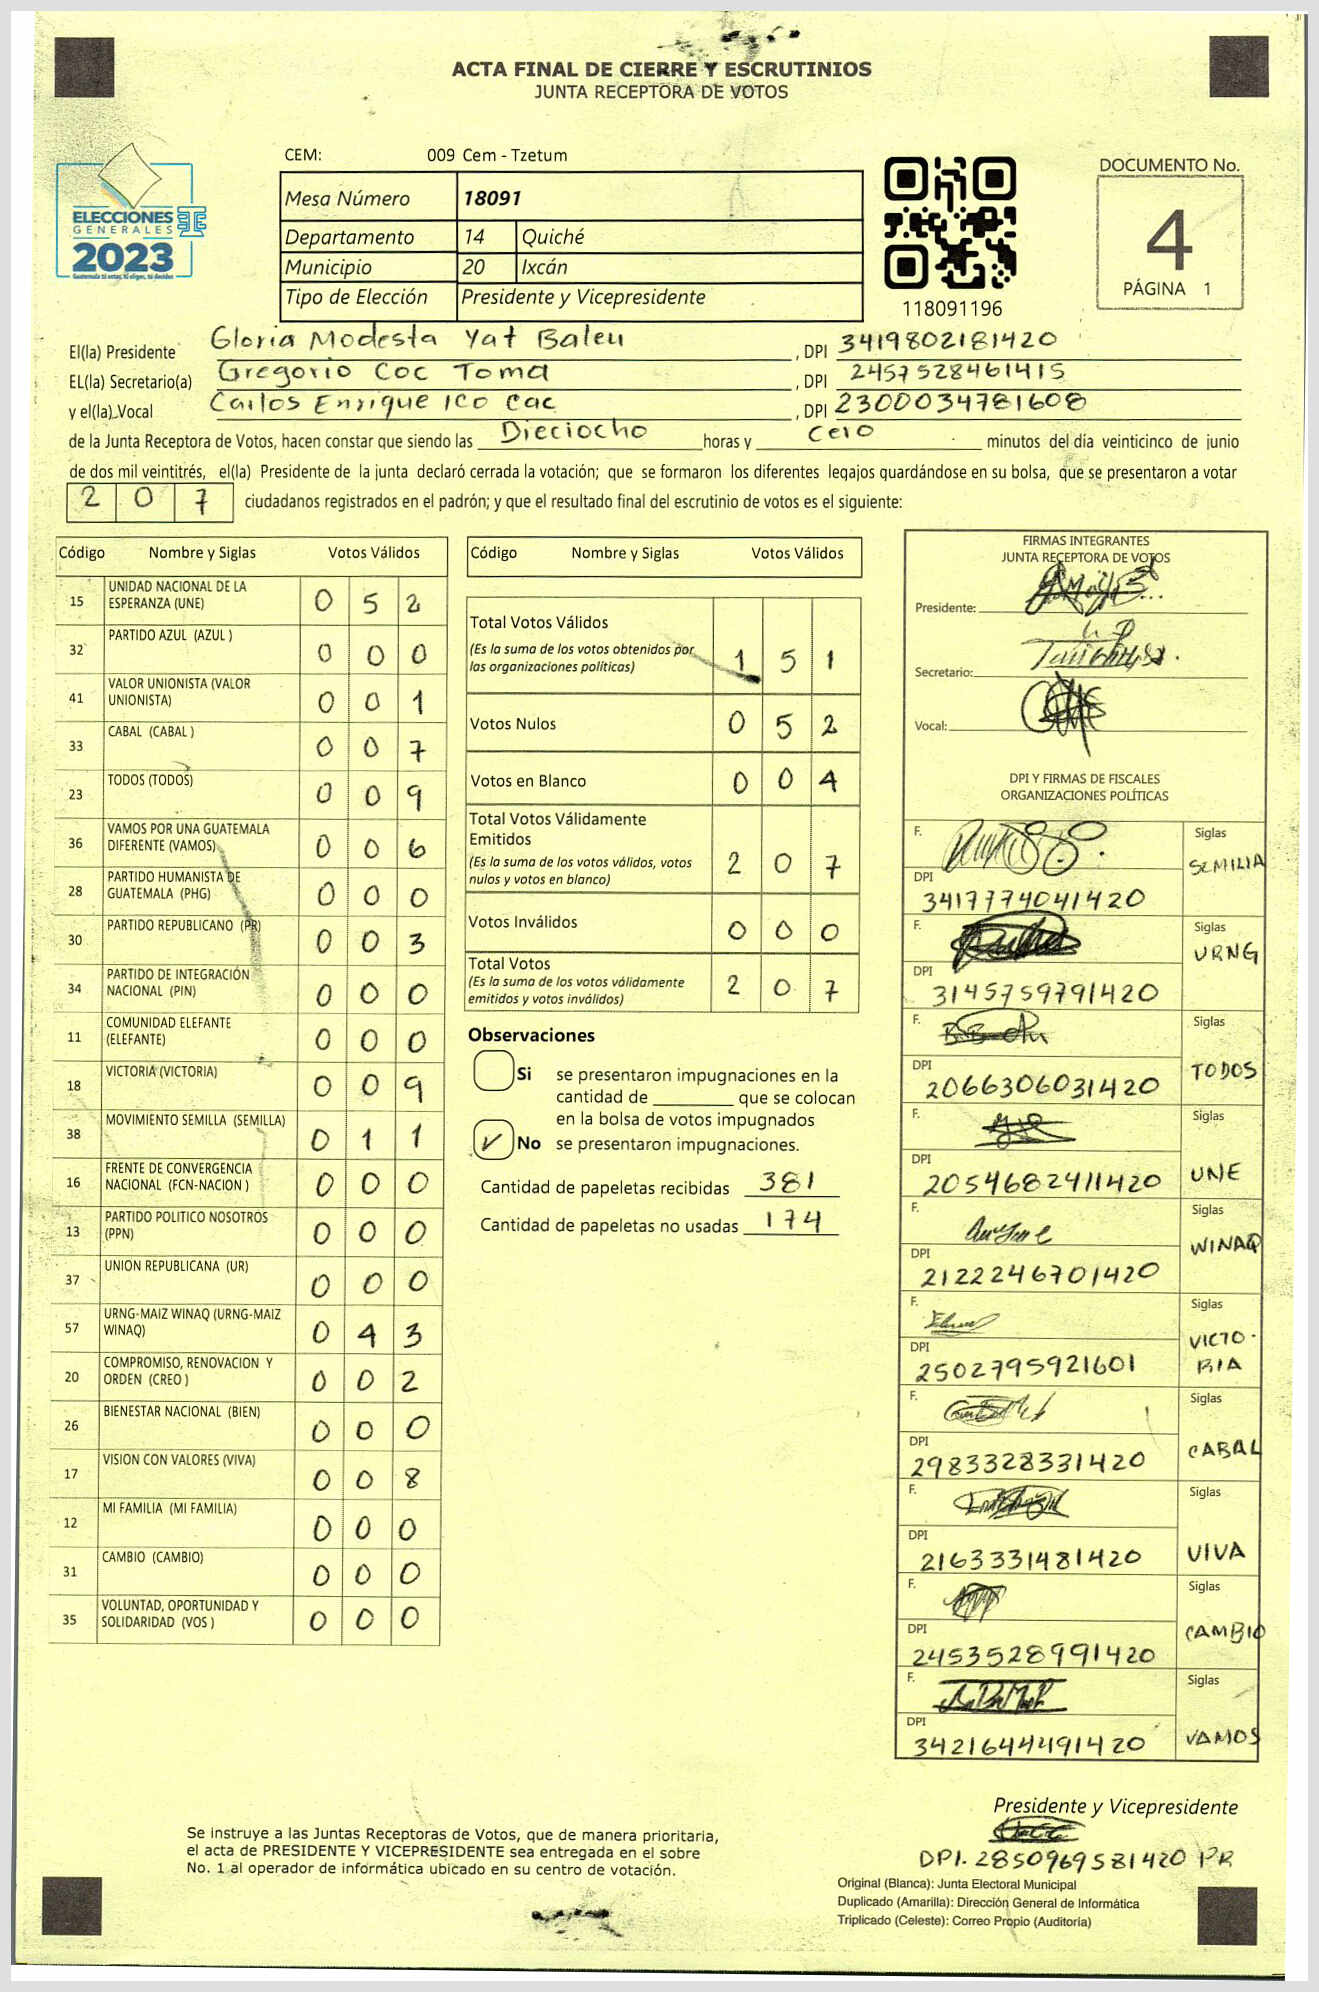 ACTA FINAL DE CIERRE Y ESCRUTINIOS
JUNTA RECEPTORA DE VOTOS
CEM: 009 Cem - Tzetum
Mesa Número 18091
Departamento 14 Quiché
Municipio 20 Ixcán
Tipo de Elección Presidente y Vicepresidente
ELECCIONES
GENERALES
2023
118091196
DOCUMENTO No.
4
PÁGINA 1
El(la) Presidente Gloria Modesta Yat Baleu , DPI 3419802181420
EL(la) Secretario(a) Gregorio Coc Toma , DPI 2457528461415
y el(la) Vocal Carlos Enrique Ico Cac , DPI 2300034781608
de la Junta Receptora de Votos, hacen constar que siendo las Dieciocho horas y Cero minutos del día veinticinco de junio
de dos mil veintitrés, el(la) Presidente de la junta declaró cerrada la votación; que se formaron los diferentes legajos quardándose en su bolsa, que se presentaron a votar
2 0 7 ciudadanos registrados en el padrón; y que el resultado final del escrutinio de votos es el siguiente:
Código Nombre y Siglas Votos Válidos
15 UNIDAD NACIONAL DE LA ESPERANZA (UNE) 0 5 2
32 PARTIDO AZUL (AZUL ) 0 0 0
41 VALOR UNIONISTA (VALOR UNIONISTA) 0 0 1
33 CABAL (CABAL ) 0 0 7
23 TODOS (TODOS) 0 0 9
36 VAMOS POR UNA GUATEMALA DIFERENTE (VAMOS) 0 0 6
28 PARTIDO HUMANISTA DE GUATEMALA (PHG) 0 0 0
30 PARTIDO REPUBLICANO (PR) 0 0 3
34 PARTIDO DE INTEGRACIÓN NACIONAL (PIN) 0 0 0
11 COMUNIDAD ELEFANTE (ELEFANTE) 0 0 0
18 VICTORIA (VICTORIA) 0 0 9
38 MOVIMIENTO SEMILLA (SEMILLA) 0 1 1
16 FRENTE DE CONVERGENCIA NACIONAL (FCN-NACION ) 0 0 0
13 PARTIDO POLITICO NOSOTROS (PPN) 0 0 0
37 UNION REPUBLICANA (UR) 0 0 0
57 URNG-MAIZ WINAQ (URNG-MAIZ WINAQ) 0 4 3
20 COMPROMISO, RENOVACION Y ORDEN (CREO ) 0 0 2
26 BIENESTAR NACIONAL (BIEN) 0 0 0
17 VISION CON VALORES (VIVA) 0 0 8
12 MI FAMILIA (MI FAMILIA) 0 0 0
31 CAMBIO (CAMBIO) 0 0 0
35 VOLUNTAD, OPORTUNIDAD Y SOLIDARIDAD (VOS ) 0 0 0
Código Nombre y Siglas Votos Válidos
Total Votos Válidos
(Es la suma de los votos obtenidos por
las organizaciones políticas) 1 5 1
Votos Nulos 0 5 2
Votos en Blanco 0 0 4
Total Votos Válidamente
Emitidos
(Es la suma de los votos válidos, votos
nulos y votos en blanco) 2 0 7
Votos Inválidos 0 0 0
Total Votos
(Es la suma de los votos válidamente
emitidos y votos inválidos) 2 0 7
Observaciones
Si se presentaron impugnaciones en la
cantidad de ________ que se colocan
en la bolsa de votos impugnados
✓ No se presentaron impugnaciones.
Cantidad de papeletas recibidas 381
Cantidad de papeletas no usadas 174
FIRMAS INTEGRANTES
JUNTA RECEPTORA DE VOTOS
Presidente:
Secretario:
Vocal:
DPI Y FIRMAS DE FISCALES
ORGANIZACIONES POLÍTICAS
F. Siglas SEMILIA
DPI 3417774041420
F. Siglas URNG
DPI 3145759791420
F. Siglas TODOS
DPI 2066306031420
F. Siglas UNE
DPI 2054682411420
F. Siglas WINAQ
DPI 2122246701420
F. Siglas VICTO-
RIA
DPI 2502795921601
F. Siglas CABAL
DPI 2983328331420
F. Siglas VIVA
DPI 2163331481420
F. Siglas CAMBIO
DPI 2453528991420
F. Siglas VAMOS
DPI 3421644491420
Presidente y Vicepresidente
DPI. 2850969581420 PR
Se instruye a las Juntas Receptoras de Votos, que de manera prioritaria,
el acta de PRESIDENTE Y VICEPRESIDENTE sea entregada en el sobre
No. 1 al operador de informática ubicado en su centro de votación.
Original (Blanca): Junta Electoral Municipal
Duplicado (Amarilla): Dirección General de Informática
Triplicado (Celeste): Correo Propio (Auditoría)